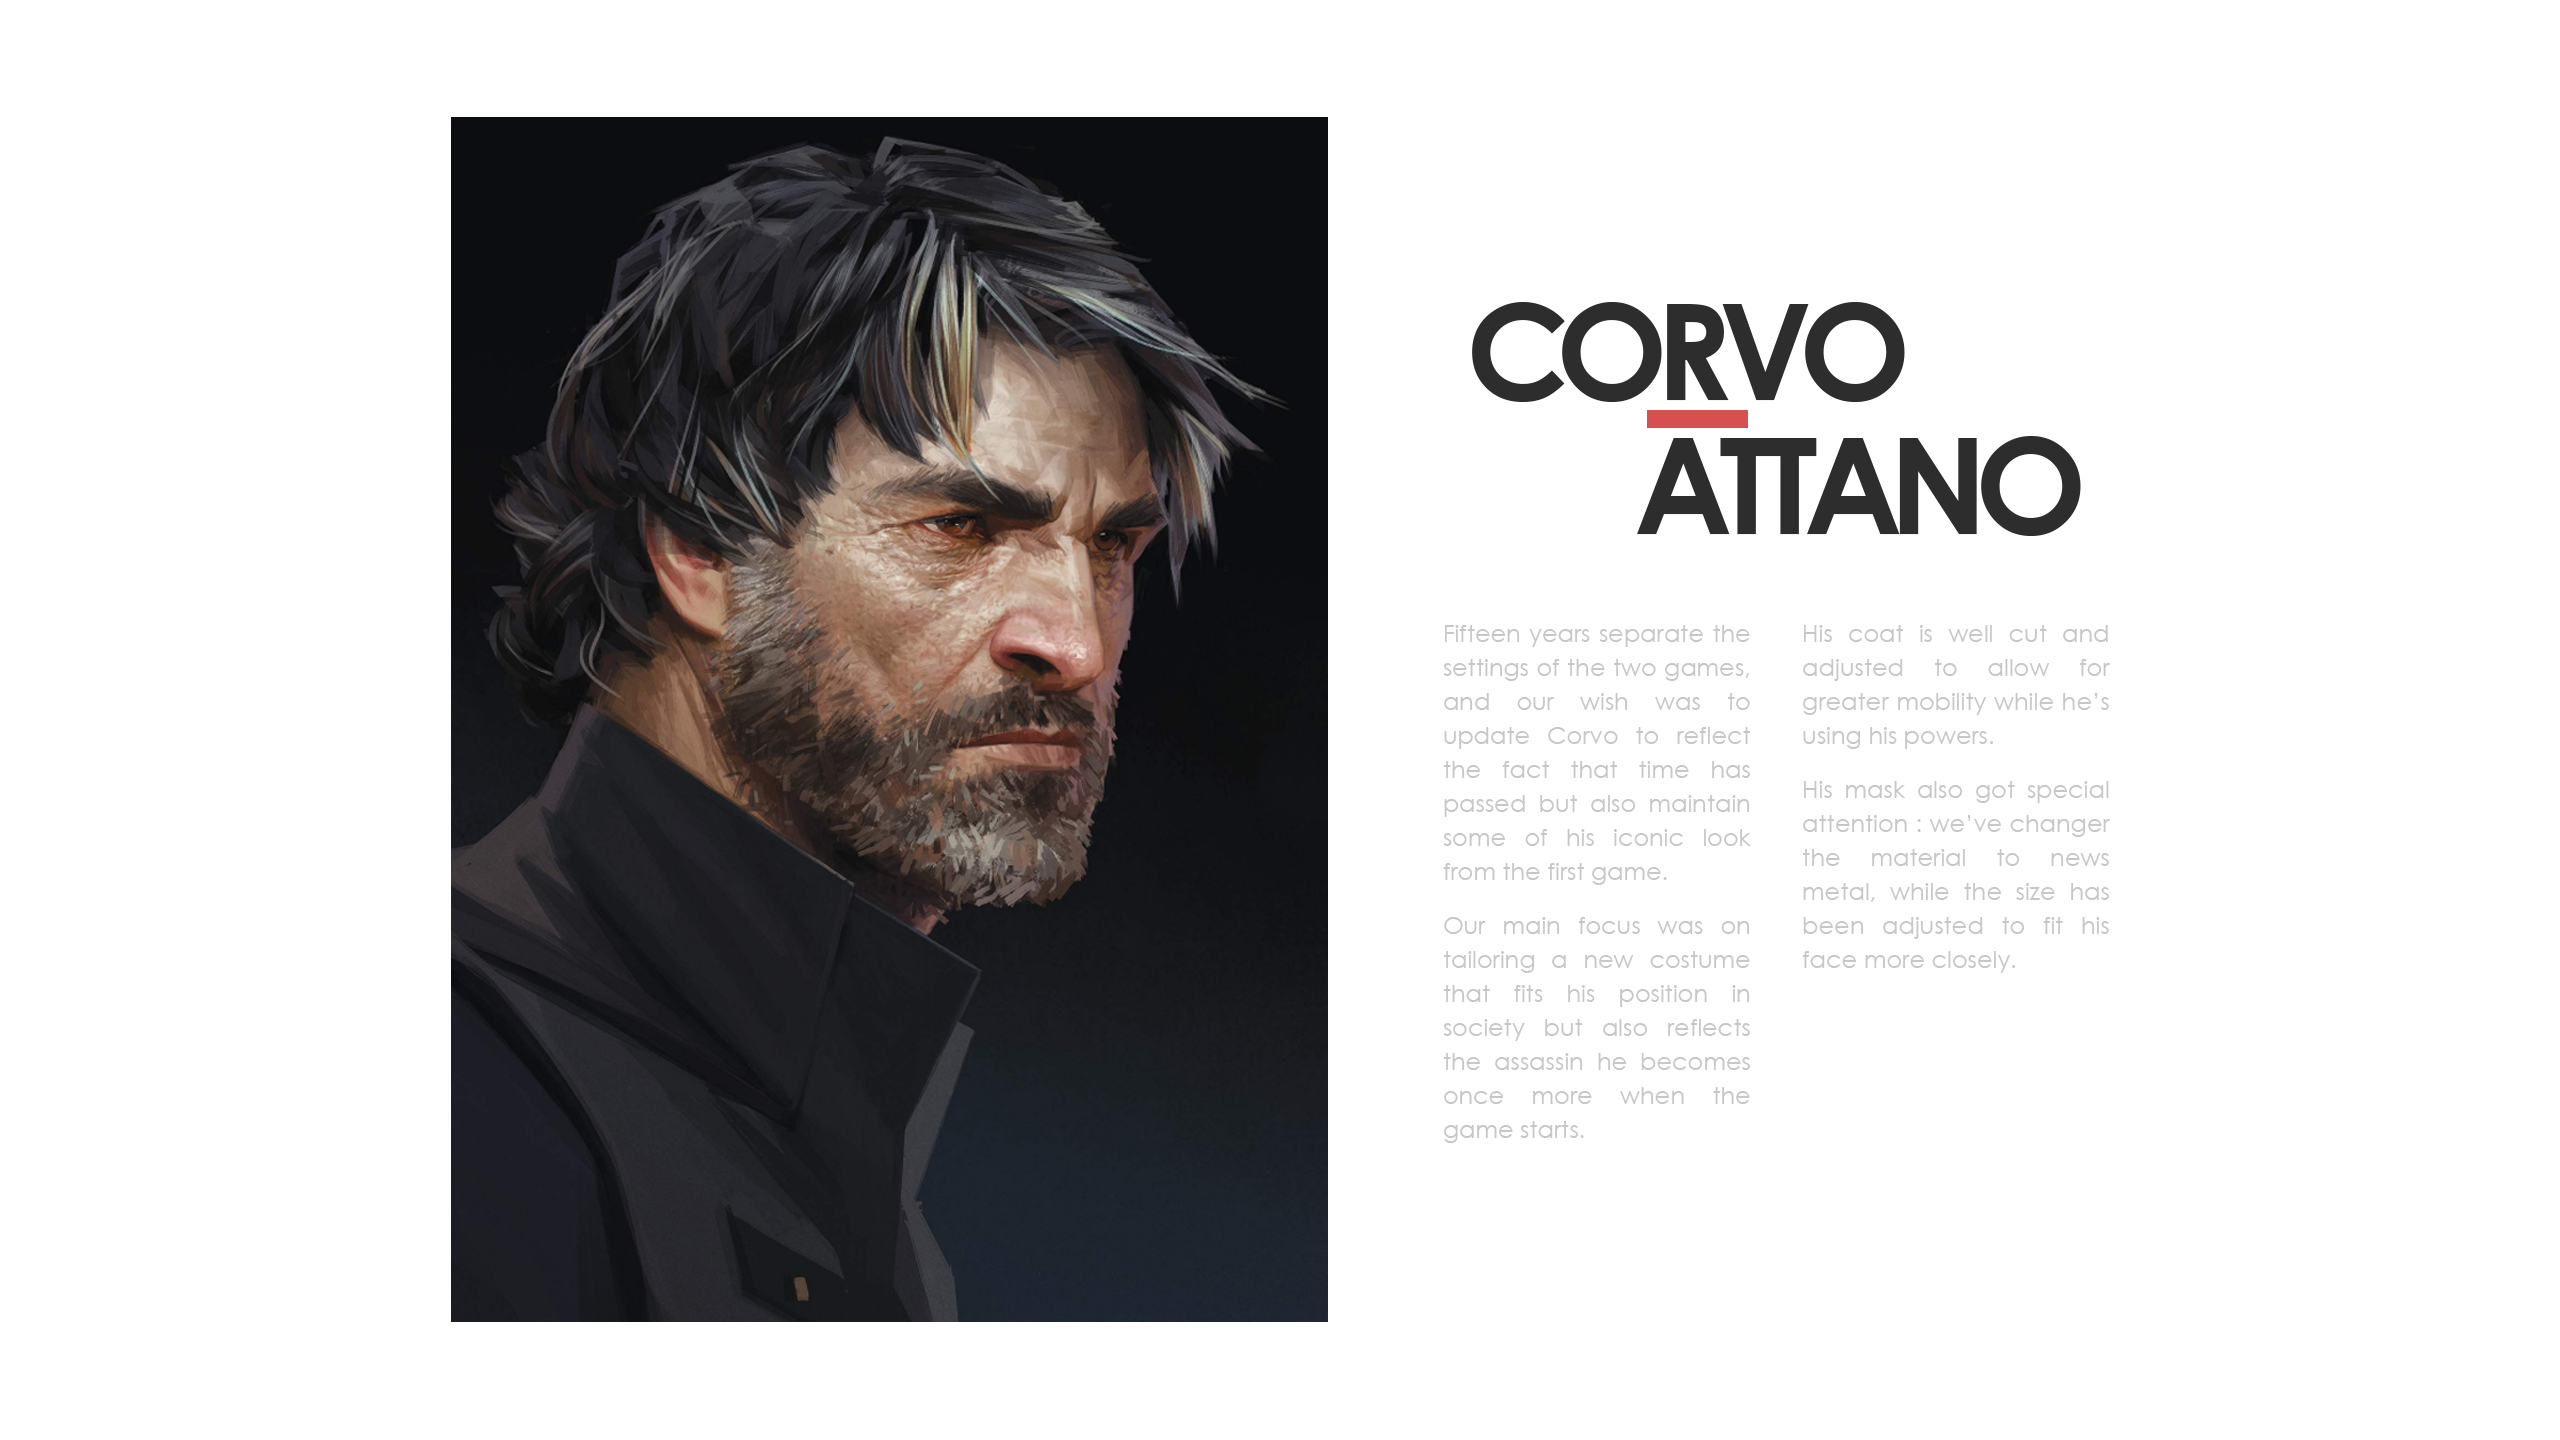 CORVO
ATTANO
Fifteen years separate the
settings of the two games,
and our wish was to
update Corvo to reflect
the fact that time has
passed but also maintain
some of his iconic look
from the first game.
Our main focus was on
tailoring a new costume
that fits his position in
society but also reflects
the assassin he becomes
once more when the
game starts.
His coat is well cut and
adjusted to allow for
greater mobility while he’s
using his powers.
His mask also got special
attention : we’ve changer
the material to news
metal, while the size has
been adjusted to fit his
face more closely.